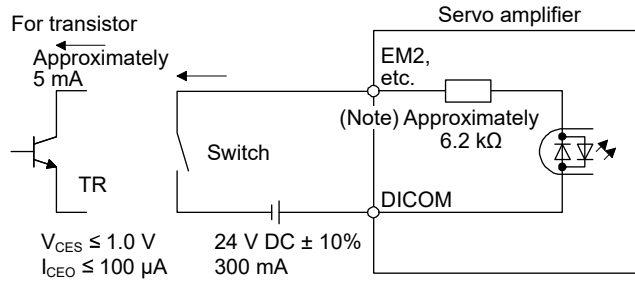 Servo amplifier
For transistor
Approximately
5 mA
EM2,
etc.
(Note) Approximately
6.2 kΩ
Switch
TR
DICOM
V_CES ≤ 1.0 V
I_CEO ≤ 100 μA
24 V DC ± 10%
300 mA